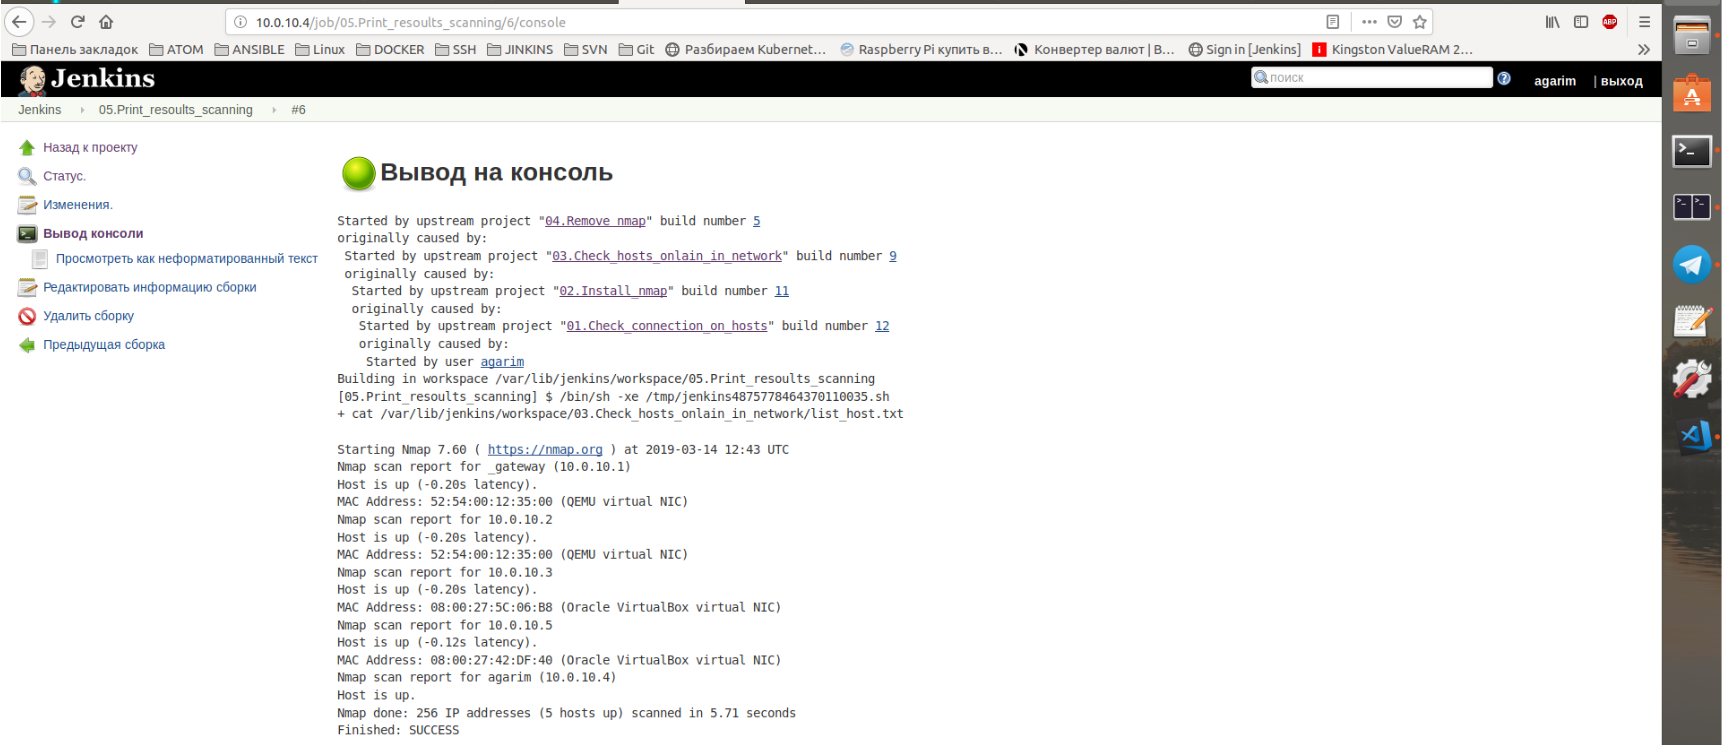 10.0.10.4/job/05.Print_resoults_scanning/6/console
Панель закладок ATOM ANSIBLE Linux DOCKER SSH JINKINS SVN Git Разбираем Kubernet... Raspberry Pi купить в... Конвертер валют | B... Sign in [Jenkins] Kingston ValueRAM 2...
Jenkins поиск agarim | выход
Jenkins 05.Print_resoults_scanning #6
Назад к проекту
Статус.
Изменения.
Вывод консоли
Просмотреть как неформатированный текст
Редактировать информацию сборки
Удалить сборку
Предыдущая сборка
Вывод на консоль
Started by upstream project "04.Remove nmap" build number 5
originally caused by:
Started by upstream project "03.Check_hosts_onlain_in_network" build number 9
originally caused by:
Started by upstream project "02.Install_nmap" build number 11
originally caused by:
Started by upstream project "01.Check_connection_on_hosts" build number 12
originally caused by:
Started by user agarim
Building in workspace /var/lib/jenkins/workspace/05.Print_resoults_scanning
[05.Print_resoults_scanning] $ /bin/sh -xe /tmp/jenkins4875778464370110035.sh
+ cat /var/lib/jenkins/workspace/03.Check_hosts_onlain_in_network/list_host.txt
Starting Nmap 7.60 ( https://nmap.org ) at 2019-03-14 12:43 UTC
Nmap scan report for _gateway (10.0.10.1)
Host is up (-0.20s latency).
MAC Address: 52:54:00:12:35:00 (QEMU virtual NIC)
Nmap scan report for 10.0.10.2
Host is up (-0.20s latency).
MAC Address: 52:54:00:12:35:00 (QEMU virtual NIC)
Nmap scan report for 10.0.10.3
Host is up (-0.20s latency).
MAC Address: 08:00:27:5C:06:B8 (Oracle VirtualBox virtual NIC)
Nmap scan report for 10.0.10.5
Host is up (-0.12s latency).
MAC Address: 08:00:27:42:DF:40 (Oracle VirtualBox virtual NIC)
Nmap scan report for agarim (10.0.10.4)
Host is up.
Nmap done: 256 IP addresses (5 hosts up) scanned in 5.71 seconds
Finished: SUCCESS